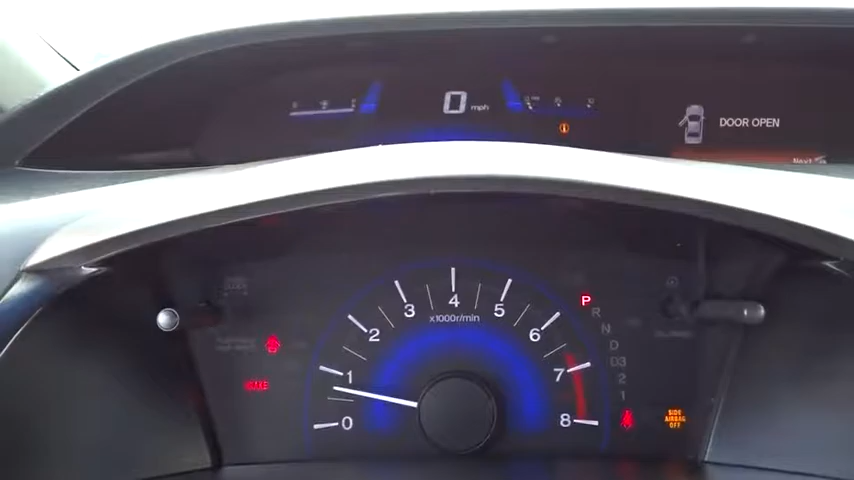 0 mph
DOOR OPEN
Next
4
3
5
x1000r/min
2
6
1
7
0
8
P
R
N
D
D3
2
1
SIDE
AIRBAG
OFF